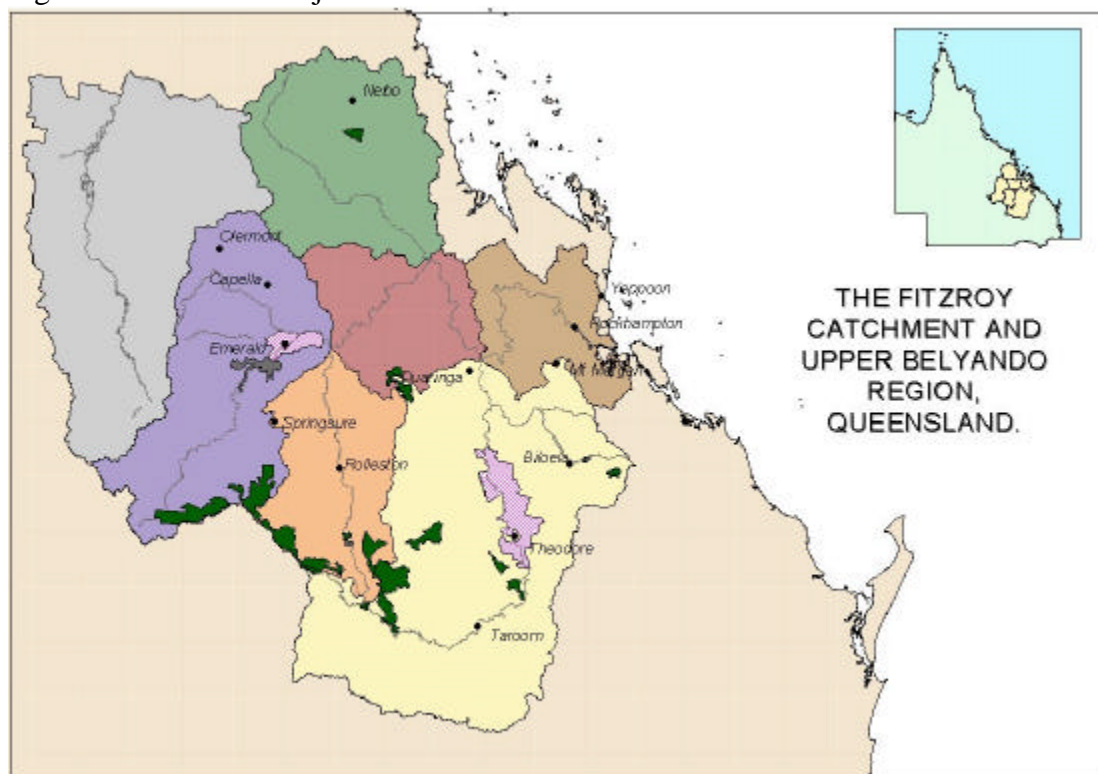 Nebo
Clermont
Capella
Yeppoon
Rockhampton
Emerald
Duaringa
Mt Morgan
Springsure
Rolleston
Biloela
Theodore
Taroom
THE FITZROY
CATCHMENT AND
UPPER BELYANDO
REGION,
QUEENSLAND.